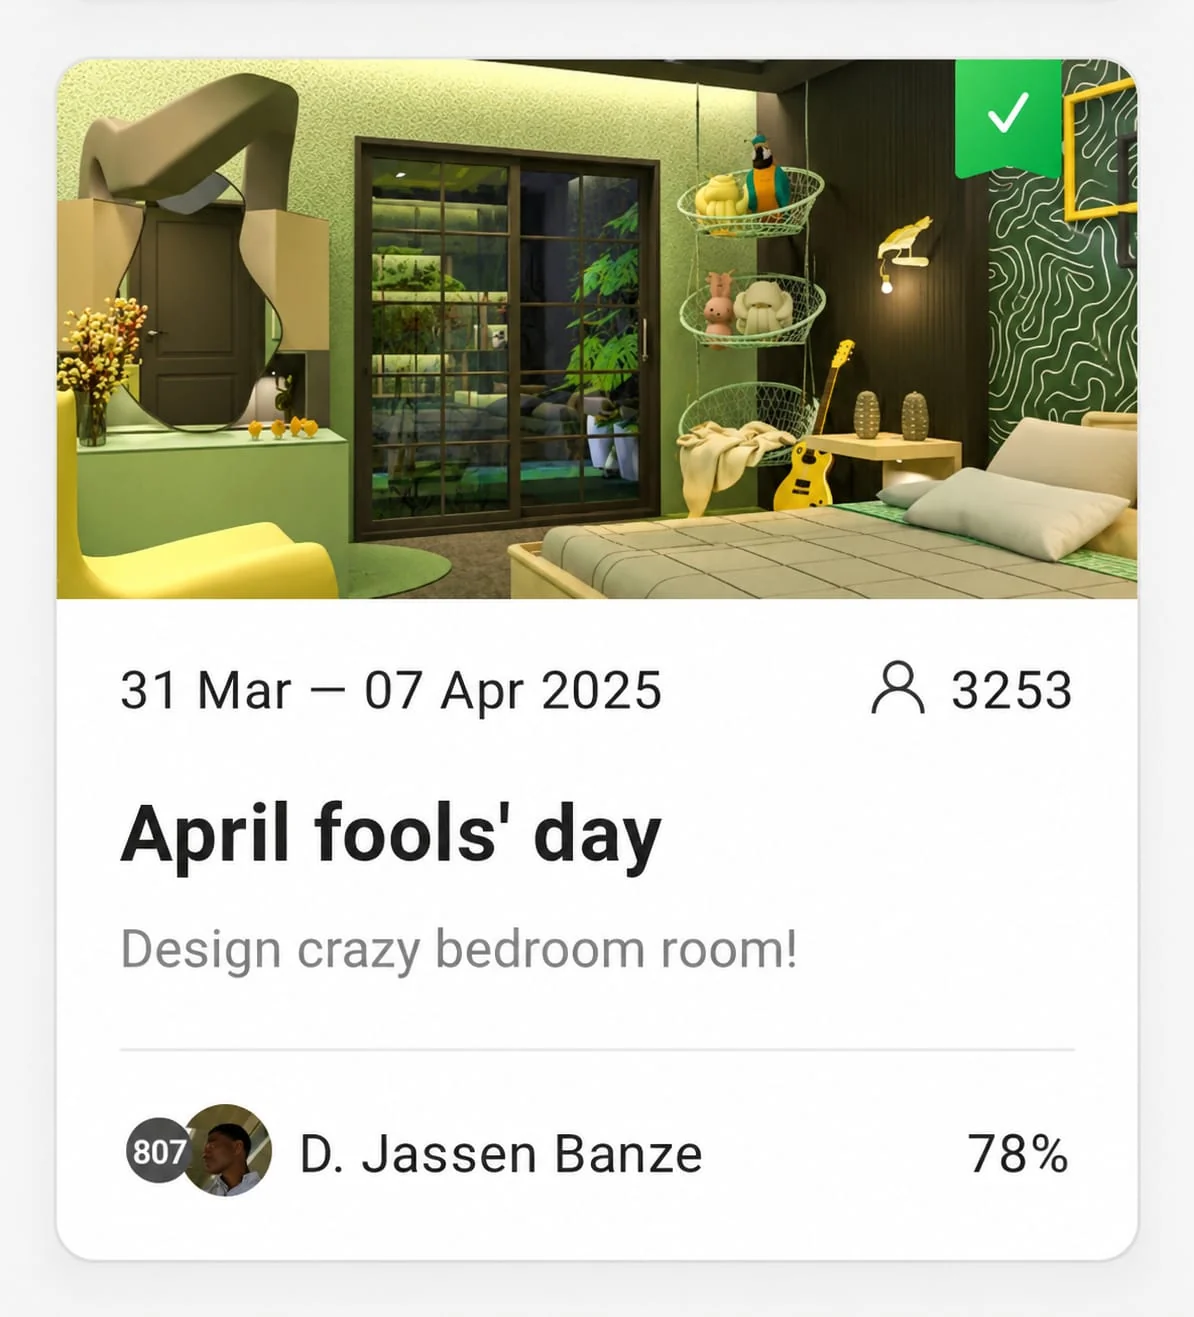 31 Mar — 07 Apr 2025
3253
April fools' day
Design crazy bedroom room!
807
D. Jassen Banze
78%